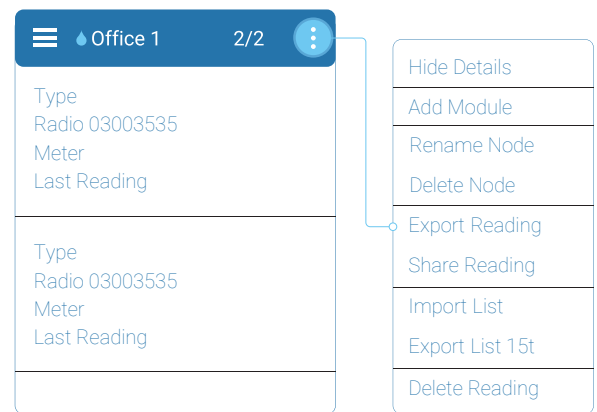 Office 1 2/2
Type
Radio 03003535
Meter
Last Reading
Type
Radio 03003535
Meter
Last Reading
Hide Details
Add Module
Rename Node
Delete Node
Export Reading
Share Reading
Import List
Export List 15t
Delete Reading